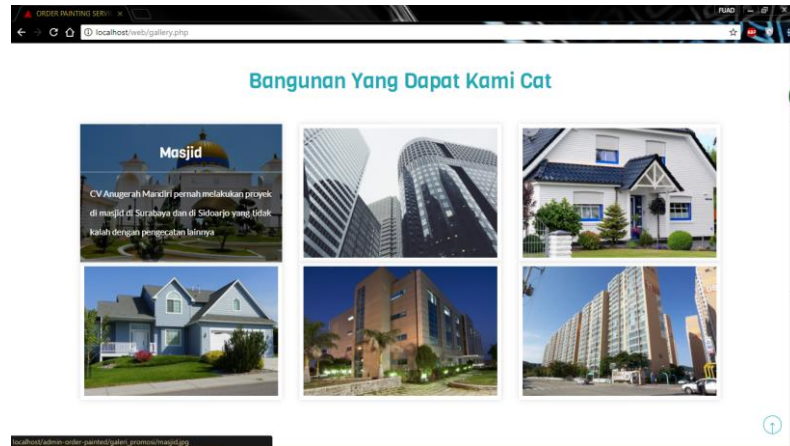 ORDER PAINTING SERVI
FUAD
localhost/web/gallery.php
Bangunan Yang Dapat Kami Cat
Masjid
CV Anugerah Mandiri pernah melakukan proyek
di masjid di Surabaya dan di Sidoarjo yang tidak
kalah dengan pengecatan lainnya
localhost/admin-order-painted/galeri_promosi/masjid.jpg